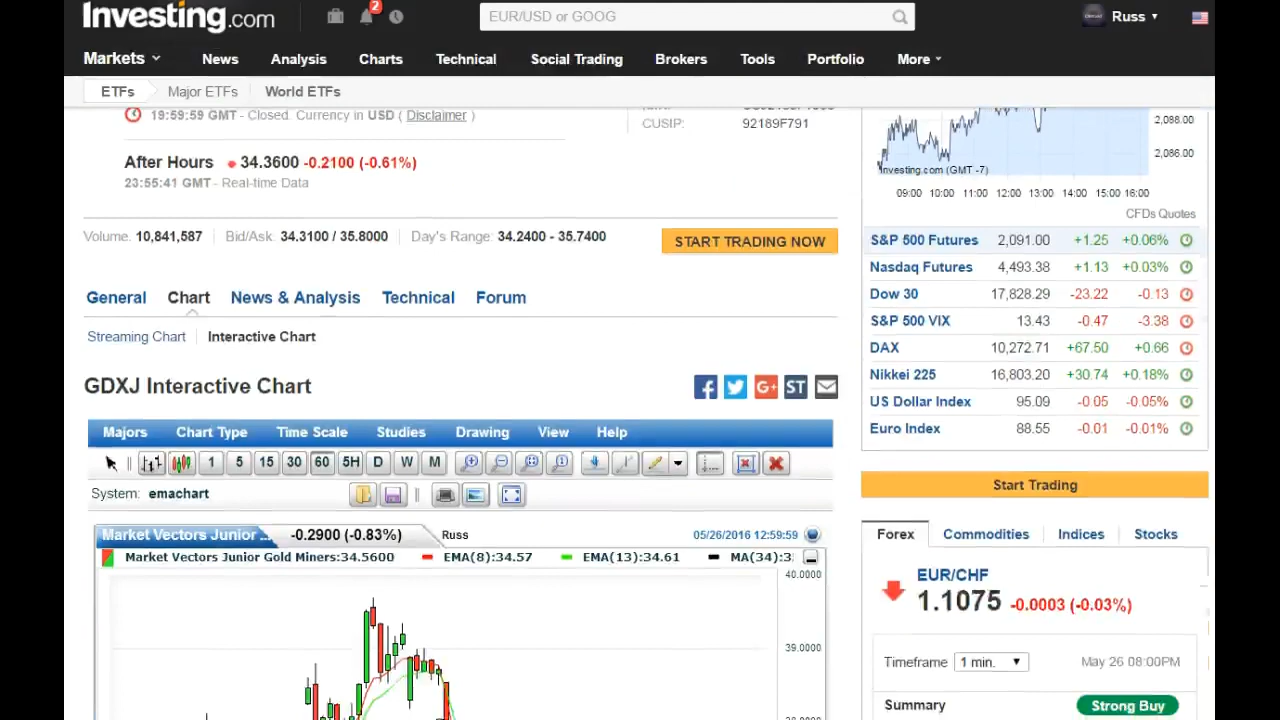 Investing.com
2
EUR/USD or GOOG
Russ
Markets News Analysis Charts Technical Social Trading Brokers Tools Portfolio More
ETFs Major ETFs World ETFs
19:59:59 GMT - Closed. Currency in USD ( Disclaimer )
CUSIP: 92189F791
After Hours 34.3600 -0.2100 (-0.61%)
23:55:41 GMT - Real-time Data
Volume: 10,841,587 Bid/Ask: 34.3100 / 35.8000 Day's Range: 34.2400 - 35.7400
START TRADING NOW
General Chart News & Analysis Technical Forum
Streaming Chart Interactive Chart
GDXJ Interactive Chart
ST
Majors Chart Type Time Scale Studies Drawing View Help
1 5 15 30 60 5H D W M
System: emachart
Market Vectors Junior ... -0.2900 (-0.83%) Russ 05/26/2016 12:59:59
Market Vectors Junior Gold Miners:34.5600 EMA(8):34.57 EMA(13):34.61 MA(34):3
40.0000
39.0000
2,088.00
2,086.00
Investing.com (GMT -7)
09:00 10:00 11:00 12:00 13:00 14:00 15:00 16:00
CFDs Quotes
S&P 500 Futures 2,091.00 +1.25 +0.06%
Nasdaq Futures 4,493.38 +1.13 +0.03%
Dow 30 17,828.29 -23.22 -0.13
S&P 500 VIX 13.43 -0.47 -3.38
DAX 10,272.71 +67.50 +0.66
Nikkei 225 16,803.20 +30.74 +0.18%
US Dollar Index 95.09 -0.05 -0.05%
Euro Index 88.55 -0.01 -0.01%
Start Trading
Forex Commodities Indices Stocks
EUR/CHF
1.1075 -0.0003 (-0.03%)
Timeframe 1 min. May 26 08:00PM
Summary Strong Buy